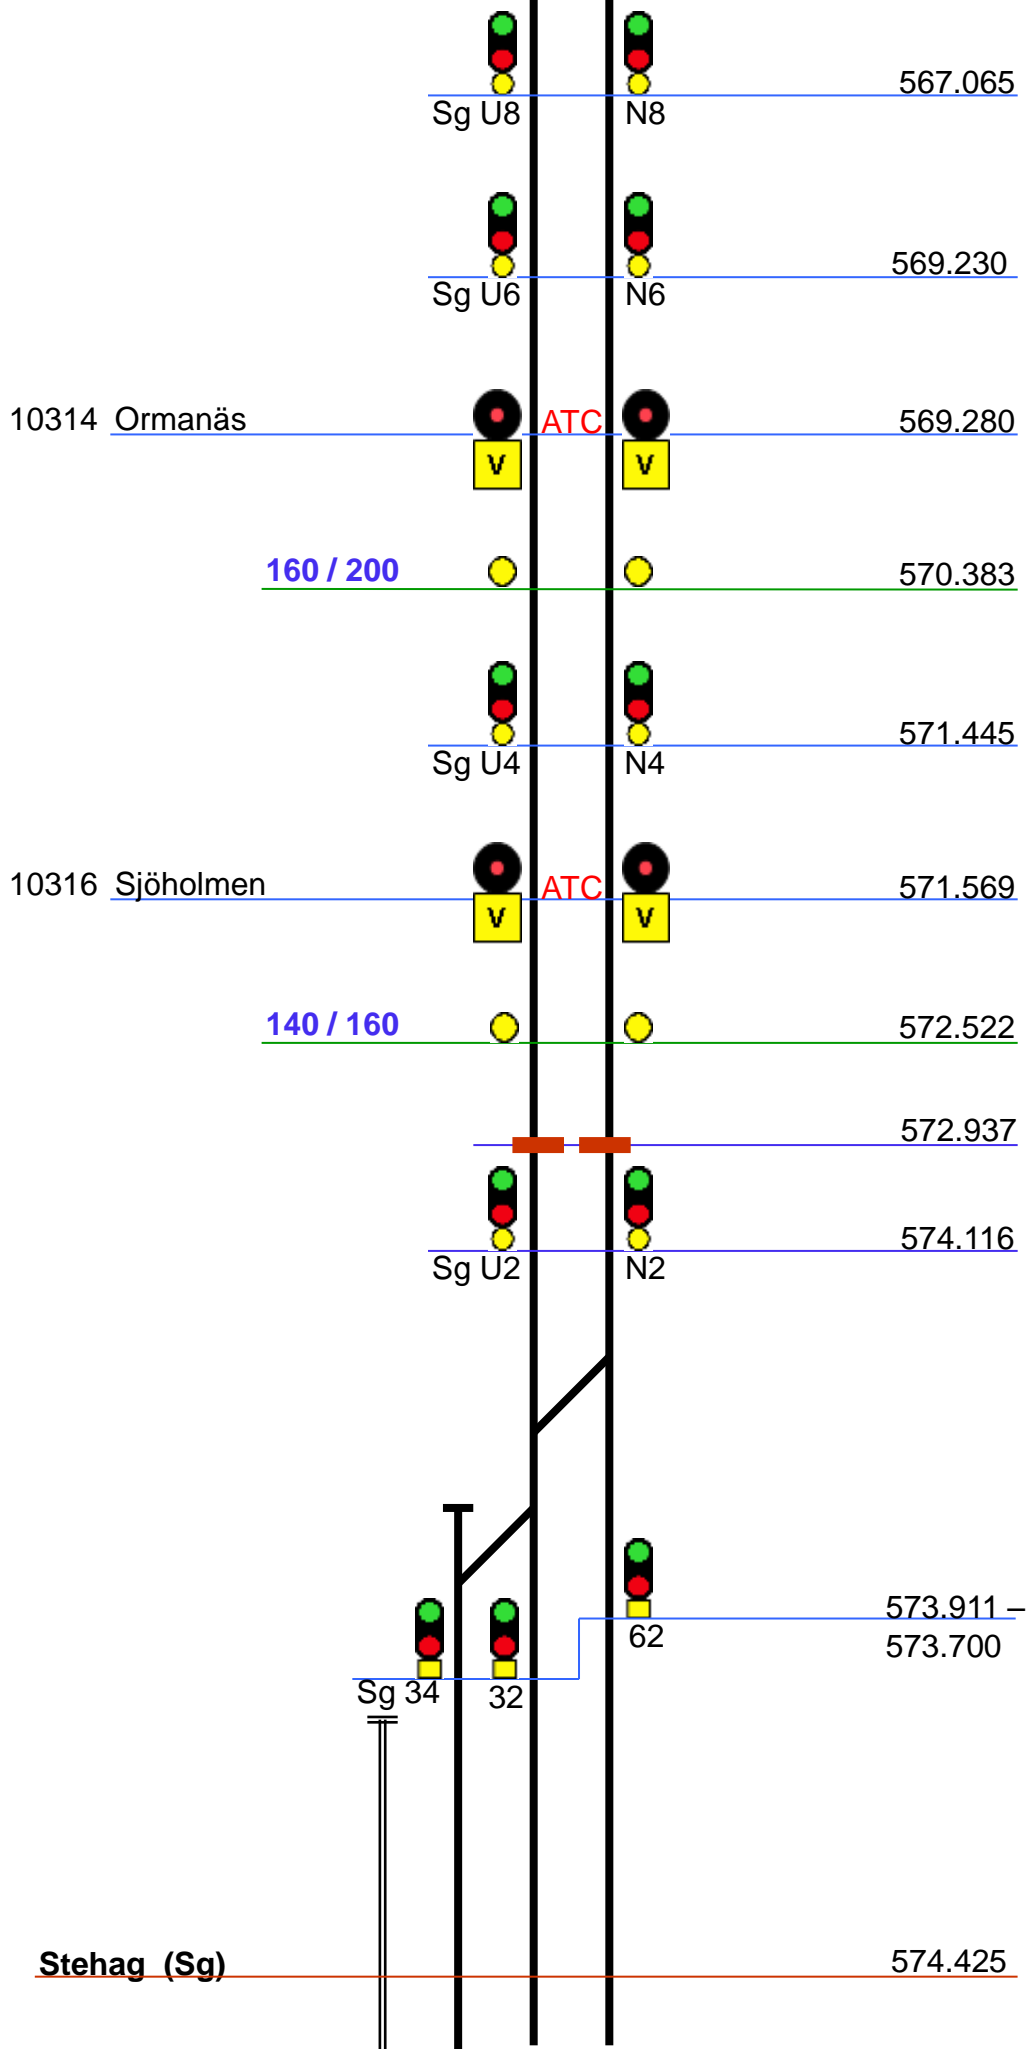 567.065
Sg U8 N8
569.230
Sg U6 N6
10314 Ormanäs ATC 569.280
V V
160 / 200 570.383
571.445
Sg U4 N4
10316 Sjöholmen ATC 571.569
V V
140 / 160 572.522
572.937
574.116
Sg U2 N2
573.911 –
62 573.700
Sg 34 32
Stehag (Sg) 574.425